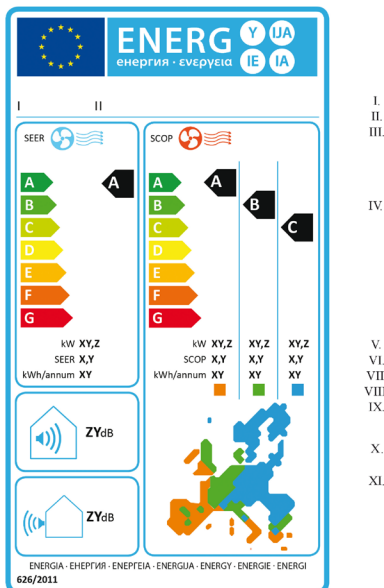 ENERG Y IJA
енергия · ενεργεια IE IA
I II
SEER
A A
B
C
D
E
F
G
kW XY,Z
SEER X,Y
kWh/annum XY
SCOP
A A
B B
C C
D
E
F
G
kW XY,Z XY,Z XY,Z
SCOP X,Y X,Y X,Y
kWh/annum XY XY XY
ZYdB
ZYdB
ENERGIA · ЕНЕРГИЯ · ΕΝΕΡΓΕΙΑ · ENERGIJA · ENERGY · ENERGIE · ENERGI
626/2011
I.
II.
III.
IV.
V.
VI.
VII
VIII
IX.
X.
XI.